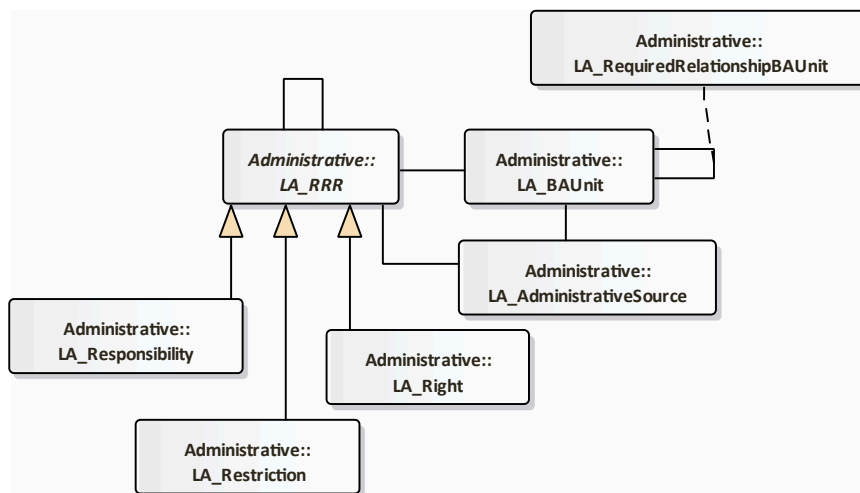 Administrative::
LA_RequiredRelationshipBAUnit
Administrative::
LA_RRR
Administrative::
LA_BAUnit
Administrative::
LA_AdministrativeSource
Administrative::
LA_Responsibility
Administrative::
LA_Right
Administrative::
LA_Restriction